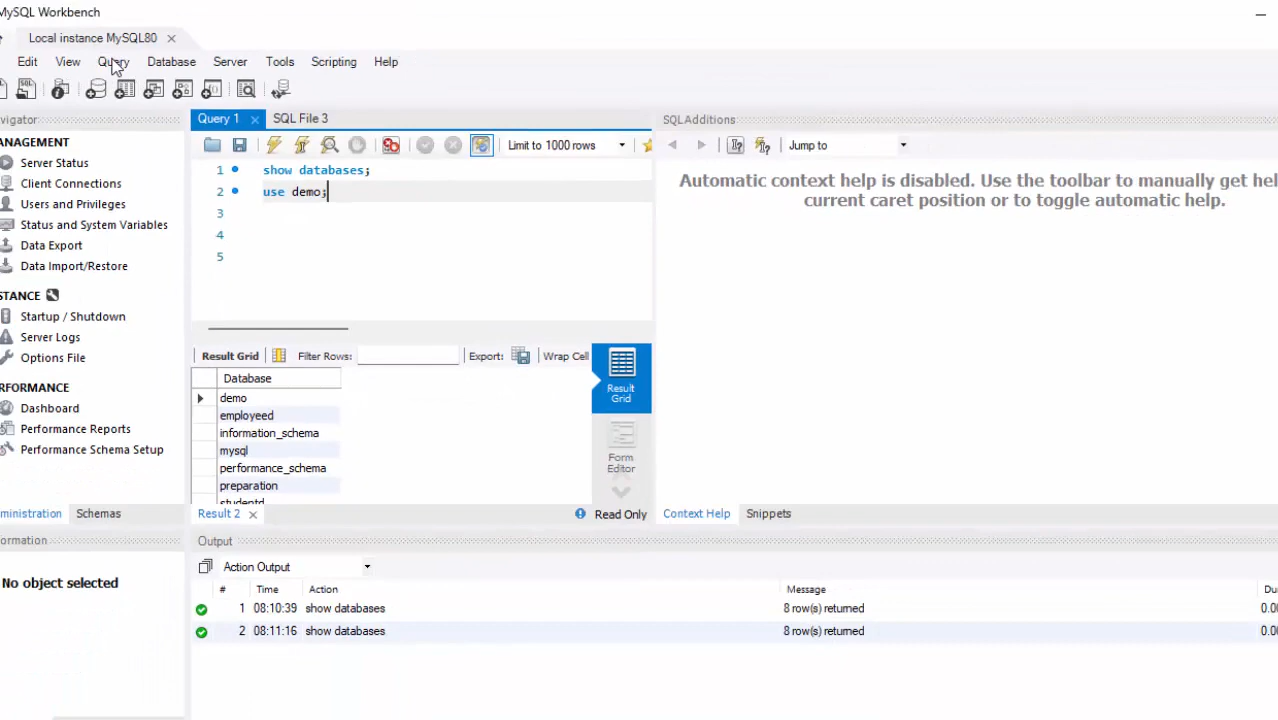 MySQL Workbench
Local instance MySQL80
Edit View Query Database Server Tools Scripting Help
vigator
Query 1 SQL File 3
SQLAdditions
ANAGEMENT
Server Status
Client Connections
Users and Privileges
Status and System Variables
Data Export
Data Import/Restore
STANCE
Startup / Shutdown
Server Logs
Options File
RFORMANCE
Dashboard
Performance Reports
Performance Schema Setup
ministration Schemas
Limit to 1000 rows
1 show databases;
2 use demo;
3
4
5
Jump to
Automatic context help is disabled. Use the toolbar to manually get hel
current caret position or to toggle automatic help.
Result Grid Filter Rows: Export: Wrap Cell
Database
demo
employeed
information_schema
mysql
performance_schema
preparation
studentd
Result Grid
Form Editor
Result 2 Read Only
Context Help Snippets
formation
No object selected
Output
Action Output
# Time Action Message Du
1 08:10:39 show databases 8 row(s) returned 0.00
2 08:11:16 show databases 8 row(s) returned 0.00